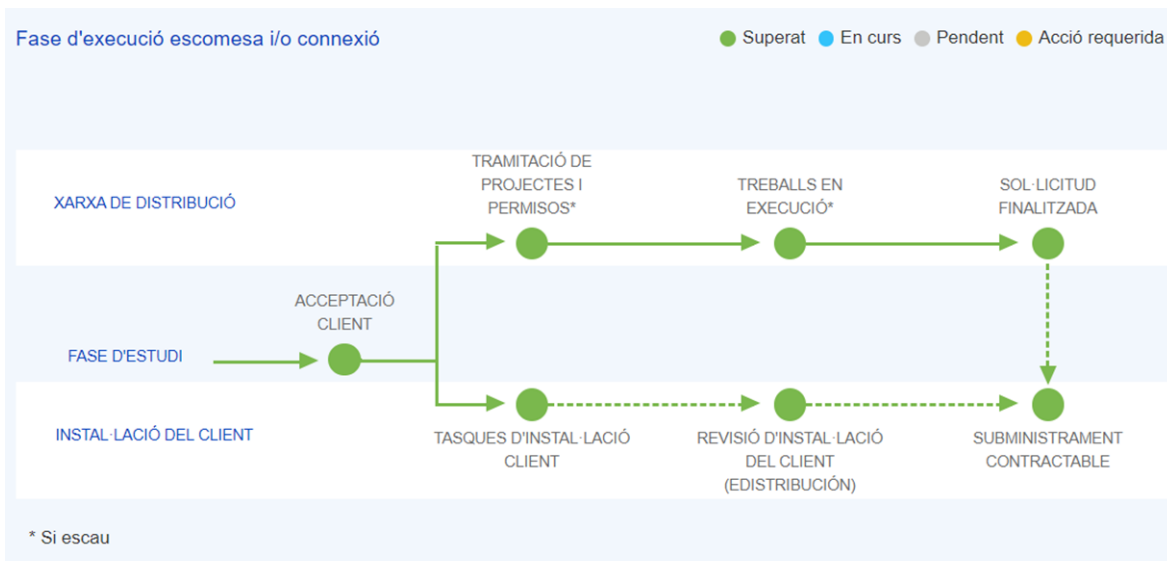 Fase d'execució escomesa i/o connexió
Superat
En curs
Pendent
Acció requerida
XARXA DE DISTRIBUCIÓ
TRAMITACIÓ DE
PROJECTES I
PERMISOS*
TREBALLS EN
EXECUCIÓ*
SOL·LICITUD
FINALITZADA
FASE D'ESTUDI
ACCEPTACIÓ
CLIENT
INSTAL·LACIÓ DEL CLIENT
TASQUES D'INSTAL·LACIÓ
CLIENT
REVISIÓ D'INSTAL·LACIÓ
DEL CLIENT
(EDISTRIBUCIÓN)
SUBMINISTRAMENT
CONTRACTABLE
* Si escau